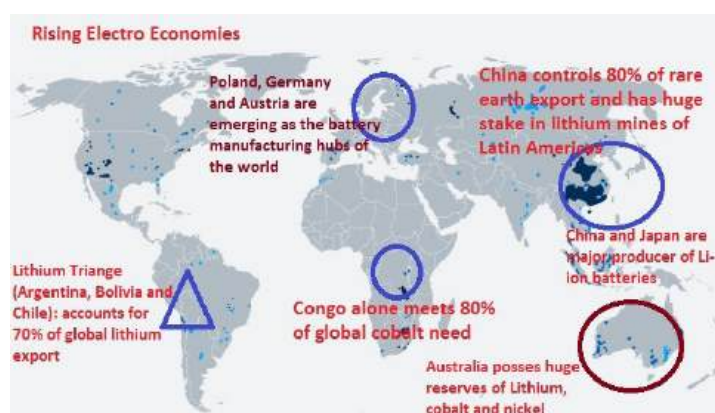 Rising Electro Economies
Poland, Germany
and Austria are
emerging as the battery
manufacturing hubs of
the world
China controls 80% of rare
earth export and has huge
stake in lithium mines of
Latin Americas
China and Japan are
major producer of Li-
ion batteries
Lithium Triange
(Argentina, Bolivia and
Chile): accounts for
70% of global lithium
export
Congo alone meets 80%
of global cobalt need
Australia posses huge
reserves of Lithium,
cobalt and nickel